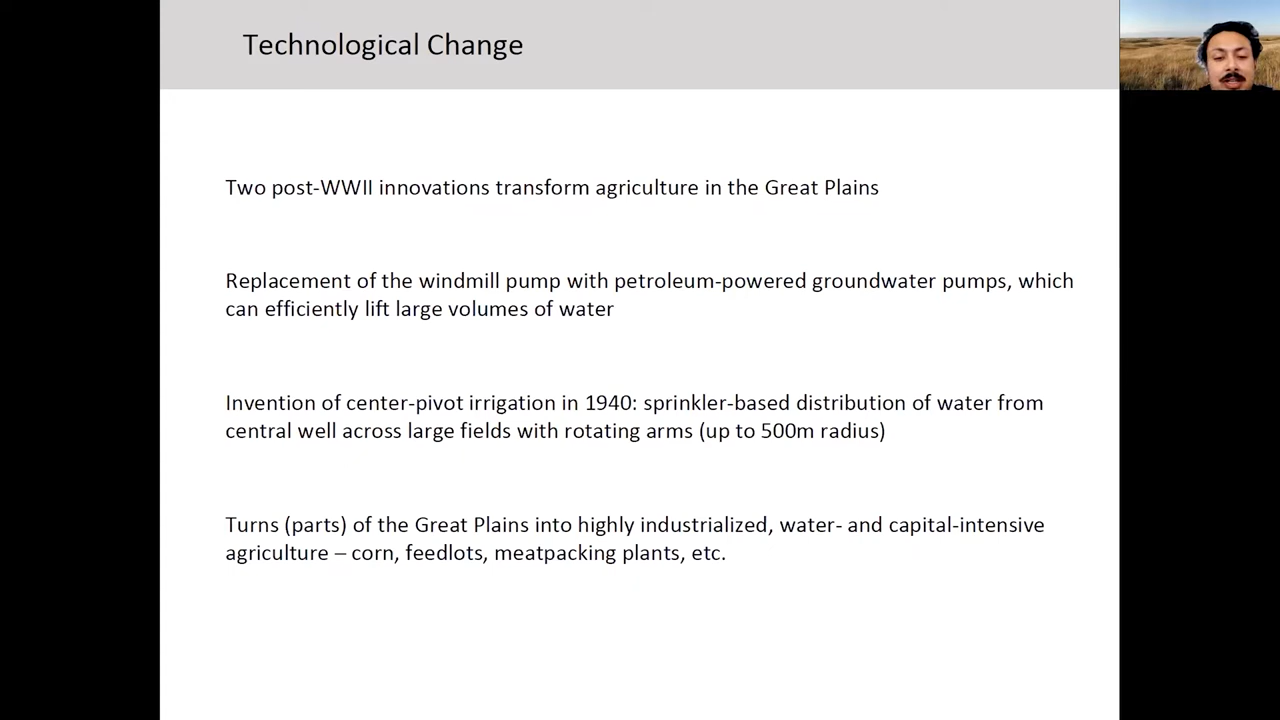 Technological Change
Two post-WWII innovations transform agriculture in the Great Plains
Replacement of the windmill pump with petroleum-powered groundwater pumps, which
can efficiently lift large volumes of water
Invention of center-pivot irrigation in 1940: sprinkler-based distribution of water from
central well across large fields with rotating arms (up to 500m radius)
Turns (parts) of the Great Plains into highly industrialized, water- and capital-intensive
agriculture – corn, feedlots, meatpacking plants, etc.